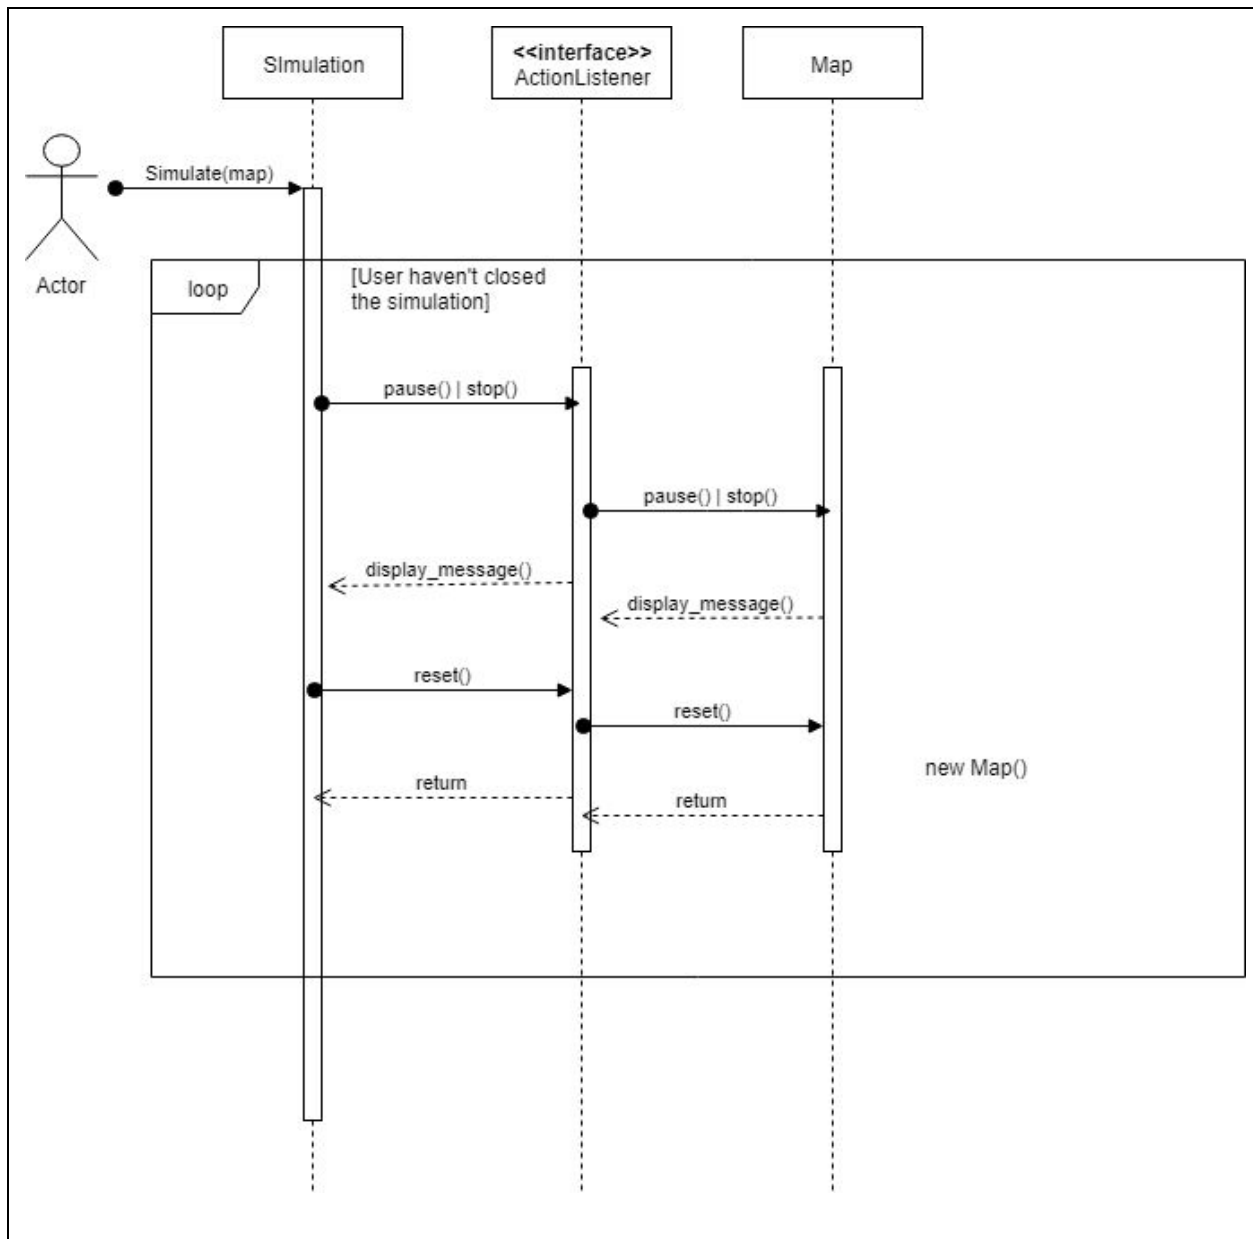 SImulation
<<interface>>
ActionListener
Map
Simulate(map)
Actor
loop
[User haven't closed
the simulation]
pause() | stop()
pause() | stop()
display_message()
display_message()
reset()
reset()
new Map()
return
return